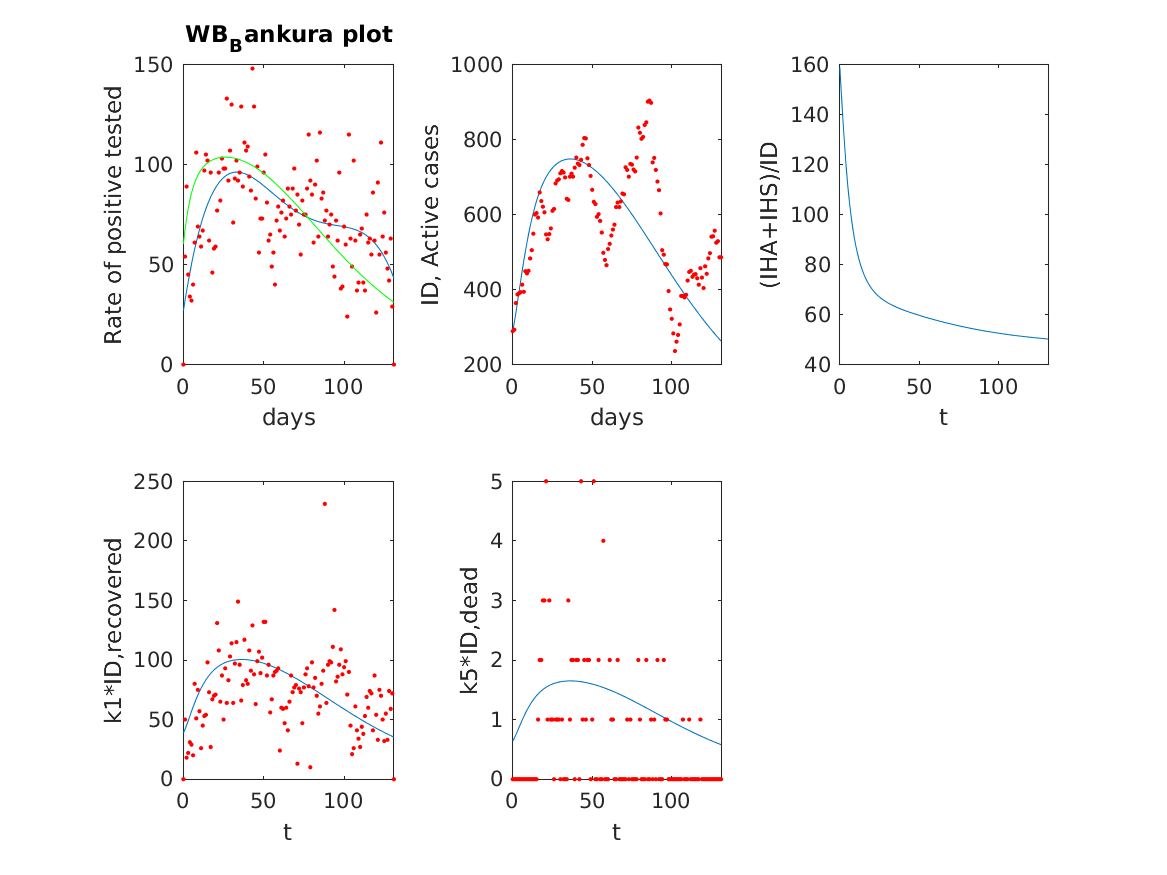 WB_Bankura plot
150
100
50
0
0 50 100
Rate of positive tested
days
1000
800
600
400
200
0 50 100
ID, Active cases
days
160
140
120
100
80
60
40
0 50 100
(IHA+IHS)/ID
t
250
200
150
100
50
0
0 50 100
k1*ID,recovered
t
5
4
3
2
1
0
0 50 100
k5*ID,dead
t